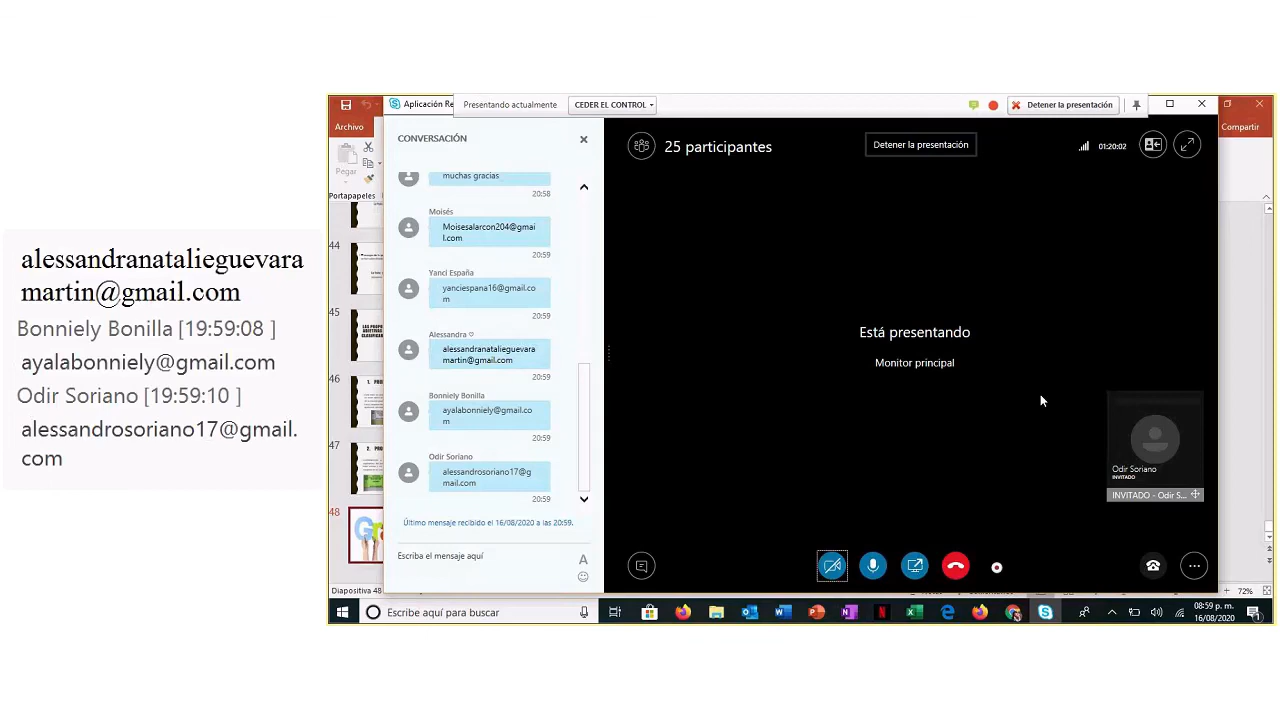 alessandranatalieguevara
martin@gmail.com
Bonniely Bonilla [19:59:08 ]
ayalabonniely@gmail.com
Odir Soriano [19:59:10 ]
alessandrosoriano17@gmail.
com
Archivo
Pegar
Portapapeles
44
45
46
47
48
Diapositiva 48
Aplicación Re
Presentando actualmente
CEDER EL CONTROL
Detener la presentación
Compartir
CONVERSACIÓN
muchas gracias
20:58
Moisés
Moisesalarcon204@gmai
l.com
20:59
Yanci España
yanciespana16@gmail.co
m
20:59
Alessandra ♡
alessandranatalieguevara
martin@gmail.com
20:59
Bonniely Bonilla
ayalabonniely@gmail.co
m
20:59
Odir Soriano
alessandrosoriano17@g
mail.com
20:59
Último mensaje recibido el 16/08/2020 a las 20:59.
Escriba el mensaje aquí
A
25 participantes
Detener la presentación
01:20:02
Está presentando
Monitor principal
Odir Soriano
INVITADO
INVITADO - Odir S...
72%
Escribe aquí para buscar
08:59 p. m.
16/08/2020